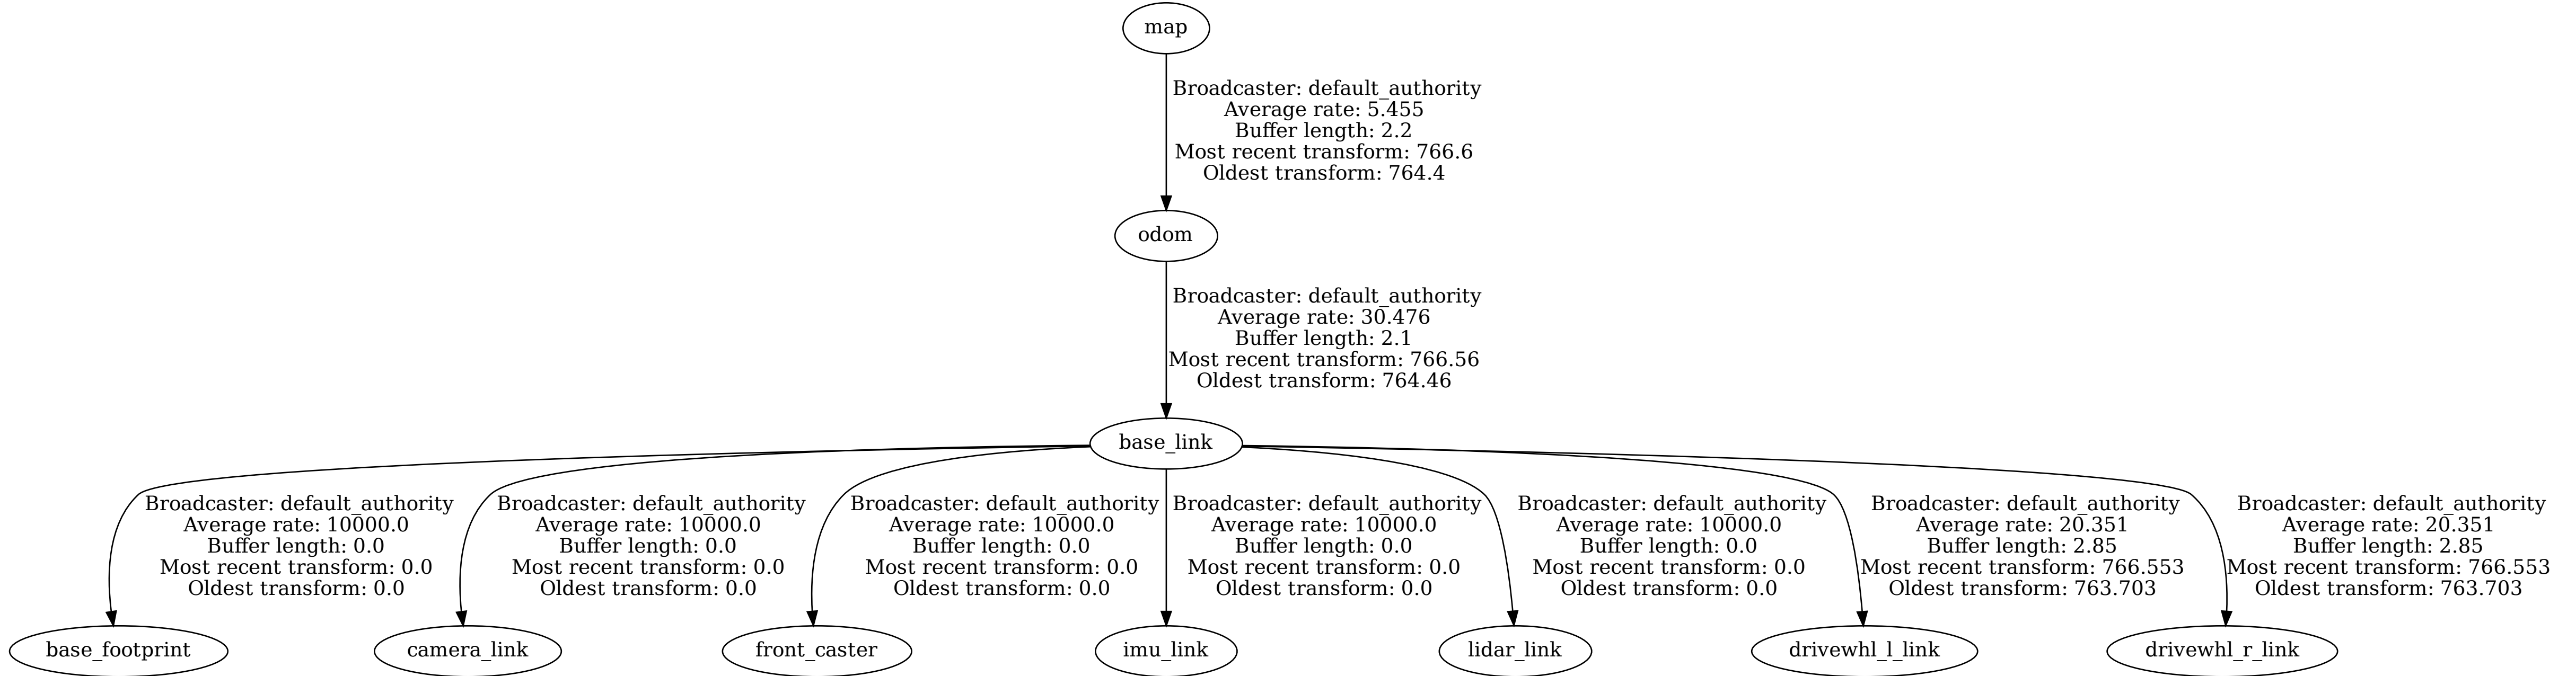 map
Broadcaster: default_authority
Average rate: 5.455
Buffer length: 2.2
Most recent transform: 766.6
Oldest transform: 764.4
odom
Broadcaster: default_authority
Average rate: 30.476
Buffer length: 2.1
Most recent transform: 766.56
Oldest transform: 764.46
base_link
Broadcaster: default_authority
Average rate: 10000.0
Buffer length: 0.0
Most recent transform: 0.0
Oldest transform: 0.0
Broadcaster: default_authority
Average rate: 10000.0
Buffer length: 0.0
Most recent transform: 0.0
Oldest transform: 0.0
Broadcaster: default_authority
Average rate: 10000.0
Buffer length: 0.0
Most recent transform: 0.0
Oldest transform: 0.0
Broadcaster: default_authority
Average rate: 10000.0
Buffer length: 0.0
Most recent transform: 0.0
Oldest transform: 0.0
Broadcaster: default_authority
Average rate: 10000.0
Buffer length: 0.0
Most recent transform: 0.0
Oldest transform: 0.0
Broadcaster: default_authority
Average rate: 20.351
Buffer length: 2.85
Most recent transform: 766.553
Oldest transform: 763.703
Broadcaster: default_authority
Average rate: 20.351
Buffer length: 2.85
Most recent transform: 766.553
Oldest transform: 763.703
base_footprint
camera_link
front_caster
imu_link
lidar_link
drivewhl_l_link
drivewhl_r_link